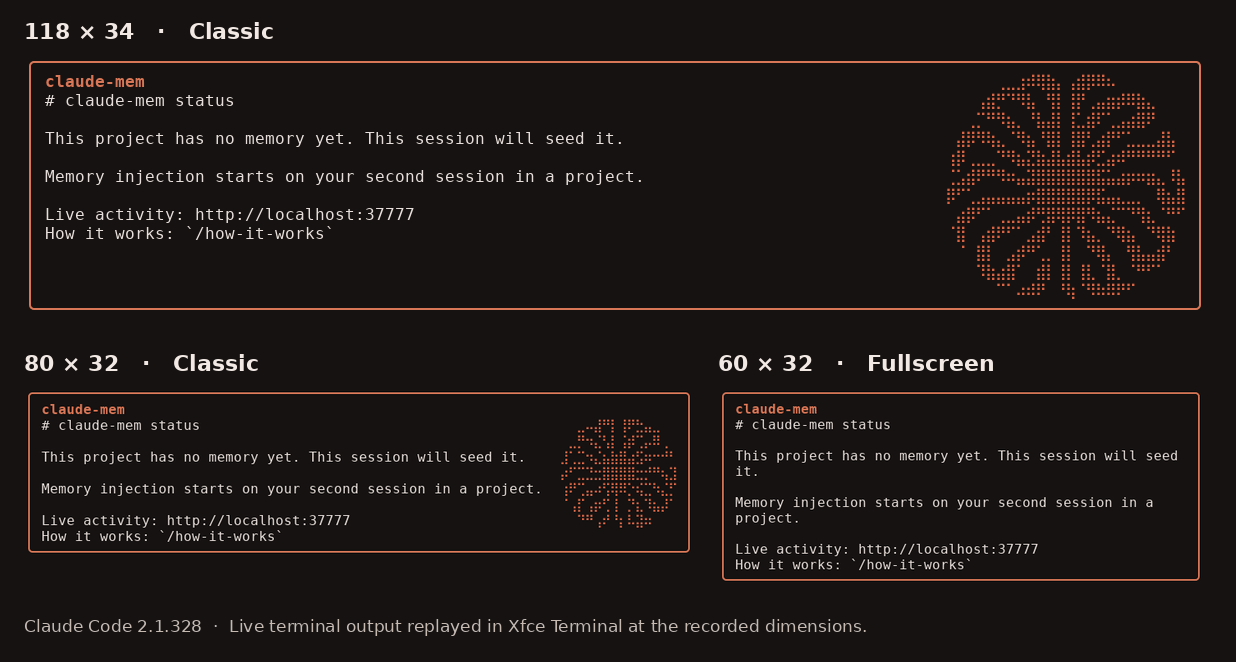 118 × 34 · Classic
claude-mem
# claude-mem status
This project has no memory yet. This session will seed it.
Memory injection starts on your second session in a project.
Live activity: http://localhost:37777
How it works: `/how-it-works`
80 × 32 · Classic
claude-mem
# claude-mem status
This project has no memory yet. This session will seed it.
Memory injection starts on your second session in a project.
Live activity: http://localhost:37777
How it works: `/how-it-works`
60 × 32 · Fullscreen
claude-mem
# claude-mem status
This project has no memory yet. This session will seed
it.
Memory injection starts on your second session in a
project.
Live activity: http://localhost:37777
How it works: `/how-it-works`
Claude Code 2.1.328 · Live terminal output replayed in Xfce Terminal at the recorded dimensions.